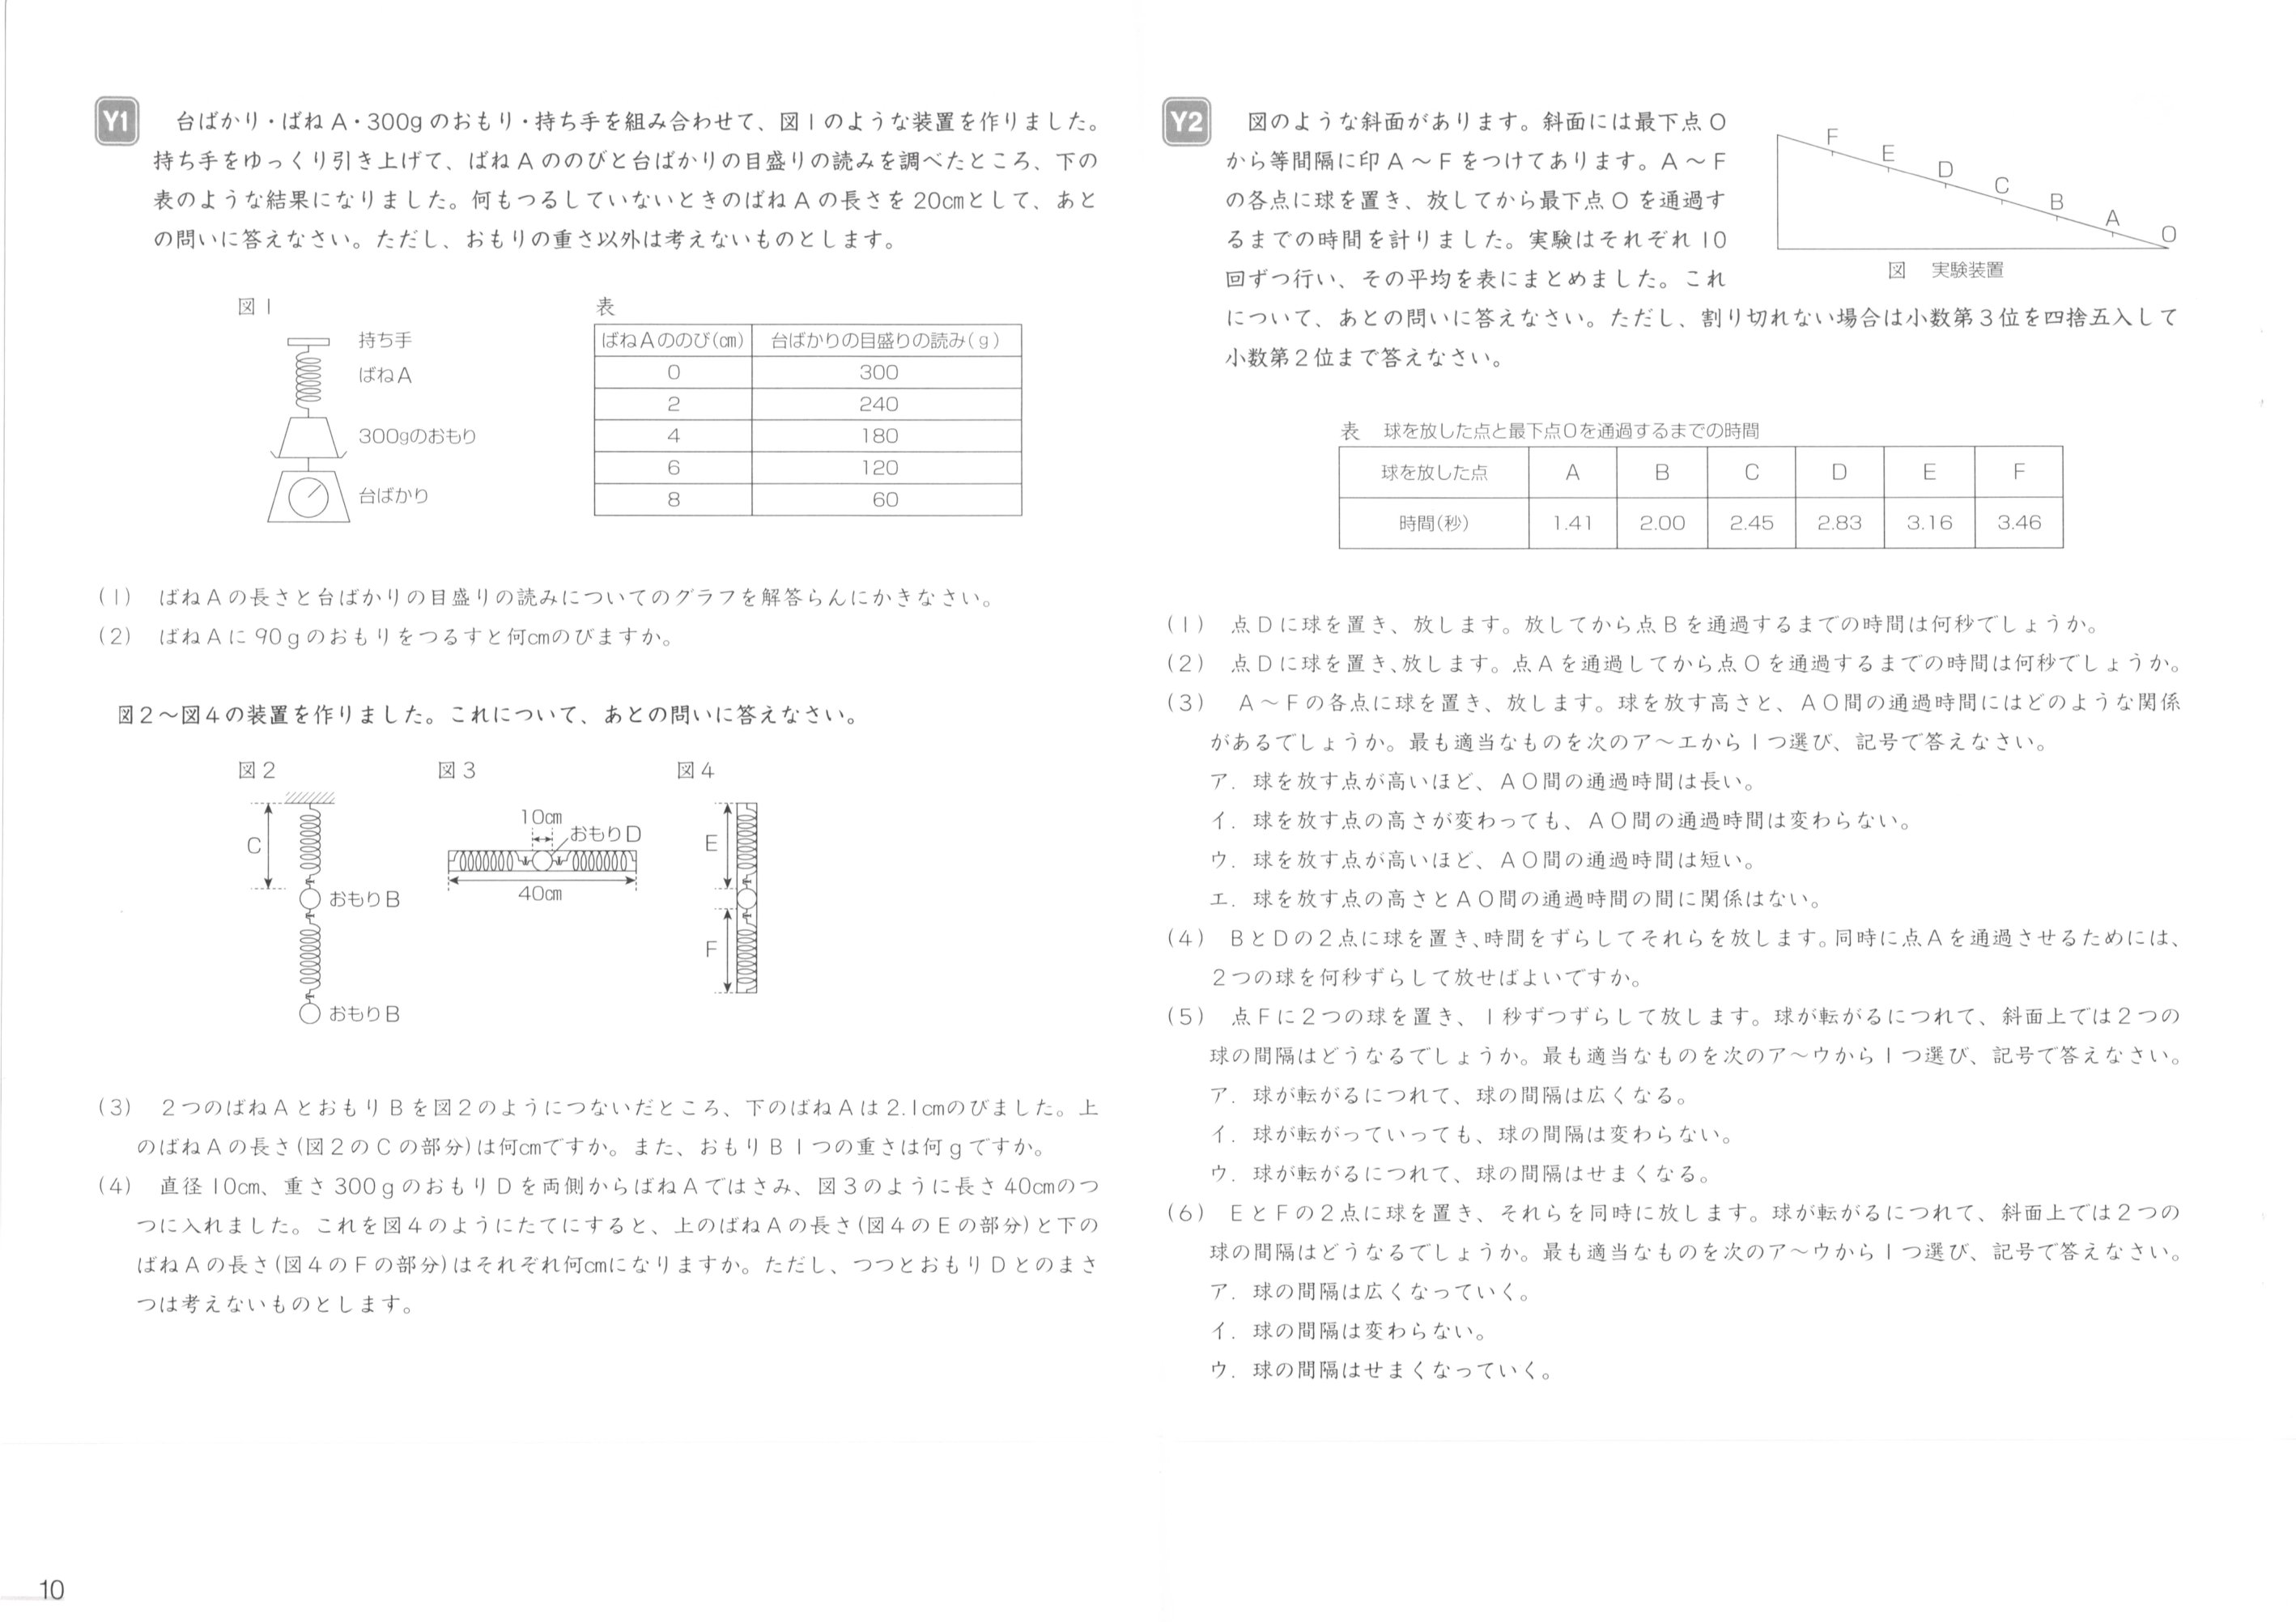 Y1 台ばかり・ばねA・300gのおもり・持ち手を組み合わせて、図1のような装置を作りました。
持ち手をゆっくり引き上げて、ばねAののびと台ばかりの目盛りの読みを調べたところ、下の
表のような結果になりました。何もつるしていないときのばねAの長さを20cmとして、あと
の問いに答えなさい。ただし、おもりの重さ以外は考えないものとします。
図1
持ち手
ばねA
300gのおもり
台ばかり
表
ばねAののび(cm) 台ばかりの目盛りの読み(g)
0 300
2 240
4 180
6 120
8 60
(1) ばねAの長さと台ばかりの目盛りの読みについてのグラフを解答らんにかきなさい。
(2) ばねAに90gのおもりをつるすと何cmのびますか。
図2〜図4の装置を作りました。これについて、あとの問いに答えなさい。
図2
C
おもりB
おもりB
図3
10cm
おもりD
40cm
図4
E
F
(3) 2つのばねAとおもりBを図2のようにつないだところ、下のばねAは2.1cmのびました。上
のばねAの長さ(図2のCの部分)は何cmですか。また、おもりB1つの重さは何gですか。
(4) 直径10cm、重さ300gのおもりDを両側からばねAではさみ、図3のように長さ40cmのつ
つに入れました。これを図4のようにたてにすると、上のばねAの長さ(図4のEの部分)と下の
ばねAの長さ(図4のFの部分)はそれぞれ何cmになりますか。ただし、つつとおもりDとのまさ
つは考えないものとします。
10
Y2 図のような斜面があります。斜面には最下点O
から等間隔に印A〜Fをつけてあります。A〜F
の各点に球を置き、放してから最下点Oを通過す
るまでの時間を計りました。実験はそれぞれ10
回ずつ行い、その平均を表にまとめました。これ
について、あとの問いに答えなさい。ただし、割り切れない場合は小数第3位を四捨五入して
小数第2位まで答えなさい。
F
E
D
C
B
A
O
図 実験装置
表 球を放した点と最下点Oを通過するまでの時間
球を放した点 A B C D E F
時間(秒) 1.41 2.00 2.45 2.83 3.16 3.46
(1) 点Dに球を置き、放します。放してから点Bを通過するまでの時間は何秒でしょうか。
(2) 点Dに球を置き、放します。点Aを通過してから点Oを通過するまでの時間は何秒でしょうか。
(3) A〜Fの各点に球を置き、放します。球を放す高さと、AO間の通過時間にはどのような関係
があるでしょうか。最も適当なものを次のア〜エから1つ選び、記号で答えなさい。
ア. 球を放す点が高いほど、AO間の通過時間は長い。
イ. 球を放す点の高さが変わっても、AO間の通過時間は変わらない。
ウ. 球を放す点が高いほど、AO間の通過時間は短い。
エ. 球を放す点の高さとAO間の通過時間の間に関係はない。
(4) BとDの2点に球を置き、時間をずらしてそれらを放します。同時に点Aを通過させるためには、
2つの球を何秒ずらして放せばよいですか。
(5) 点Fに2つの球を置き、1秒ずつずらして放します。球が転がるにつれて、斜面上では2つの
球の間隔はどうなるでしょうか。最も適当なものを次のア〜ウから1つ選び、記号で答えなさい。
ア. 球が転がるにつれて、球の間隔は広くなる。
イ. 球が転がっていっても、球の間隔は変わらない。
ウ. 球が転がるにつれて、球の間隔はせまくなる。
(6) EとFの2点に球を置き、それらを同時に放します。球が転がるにつれて、斜面上では2つの
球の間隔はどうなるでしょうか。最も適当なものを次のア〜ウから1つ選び、記号で答えなさい。
ア. 球の間隔は広くなっていく。
イ. 球の間隔は変わらない。
ウ. 球の間隔はせまくなっていく。